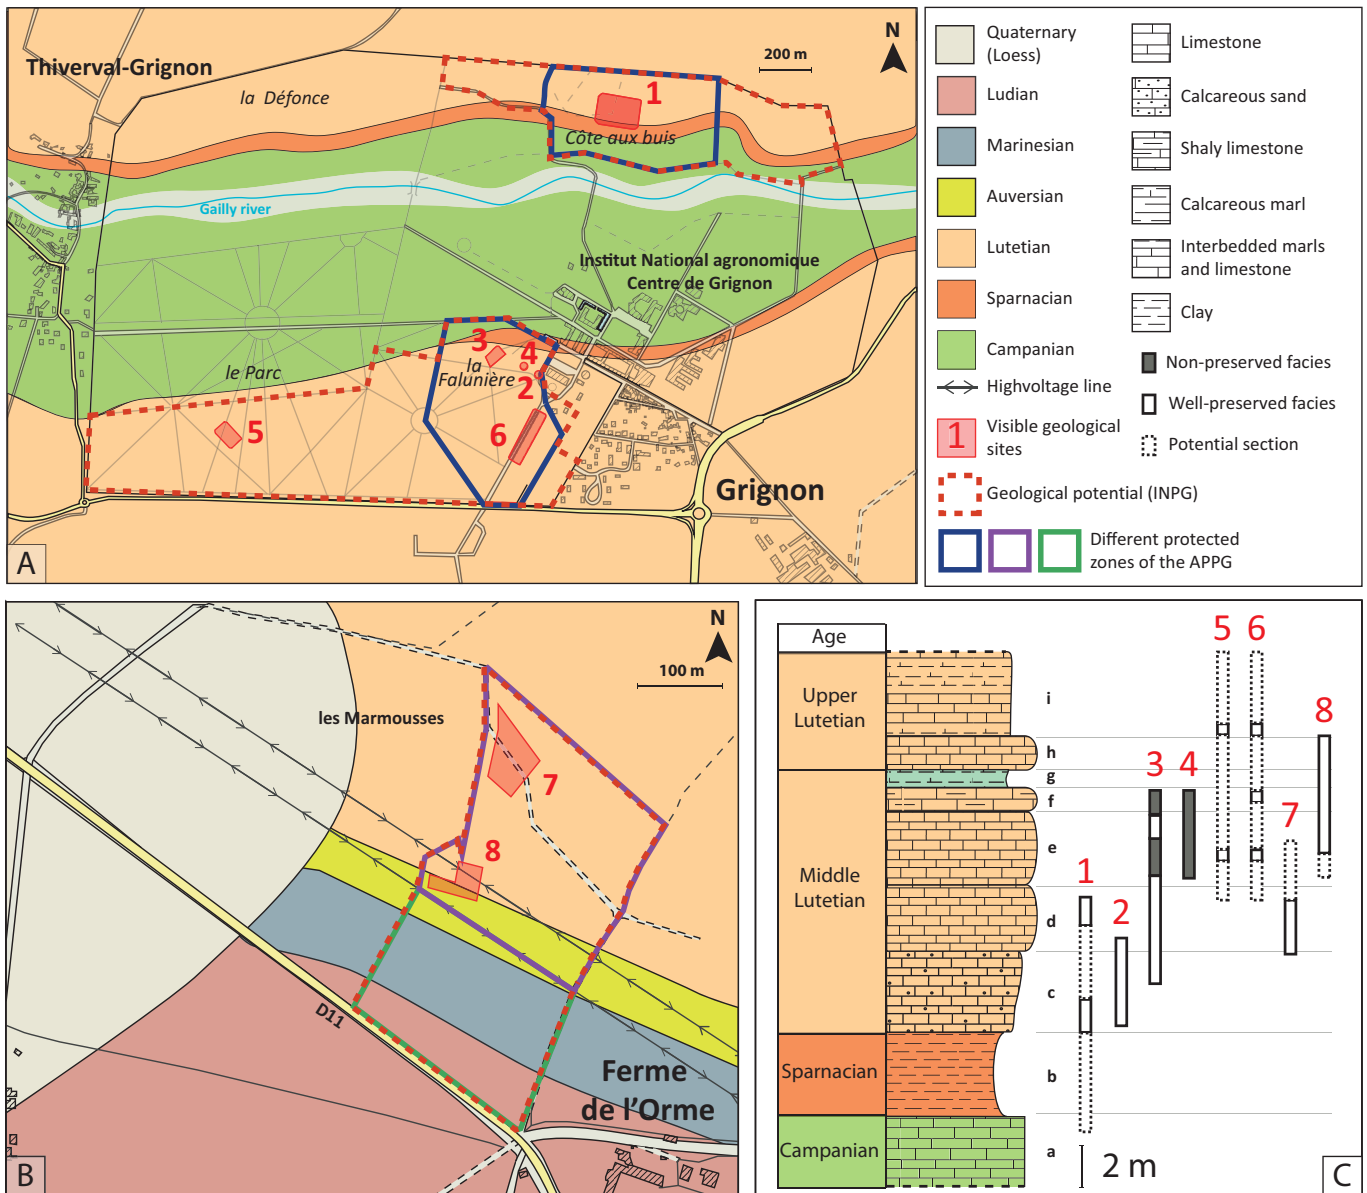 Thiverval-Grignon
la Défonce
N
200 m
1
Côte aux buis
Gailly river
Institut National agronomique
Centre de Grignon
3
4
la
Falunière
2
le Parc
5
6
Grignon
A
Quaternary
(Loess)
Ludian
Marinesian
Auversian
Lutetian
Sparnacian
Campanian
Highvoltage line
1
Visible geological
sites
Geological potential (INPG)
Different protected
zones of the APPG
Limestone
Calcareous sand
Shaly limestone
Calcareous marl
Interbedded marls
and limestone
Clay
Non-preserved facies
Well-preserved facies
Potential section
N
100 m
les Marmousses
7
8
D11
Ferme
de l'Orme
B
Age
Upper
Lutetian
Middle
Lutetian
Sparnacian
Campanian
i
h
g
f
e
d
c
b
a
5
6
8
3
4
7
1
2
2 m
C